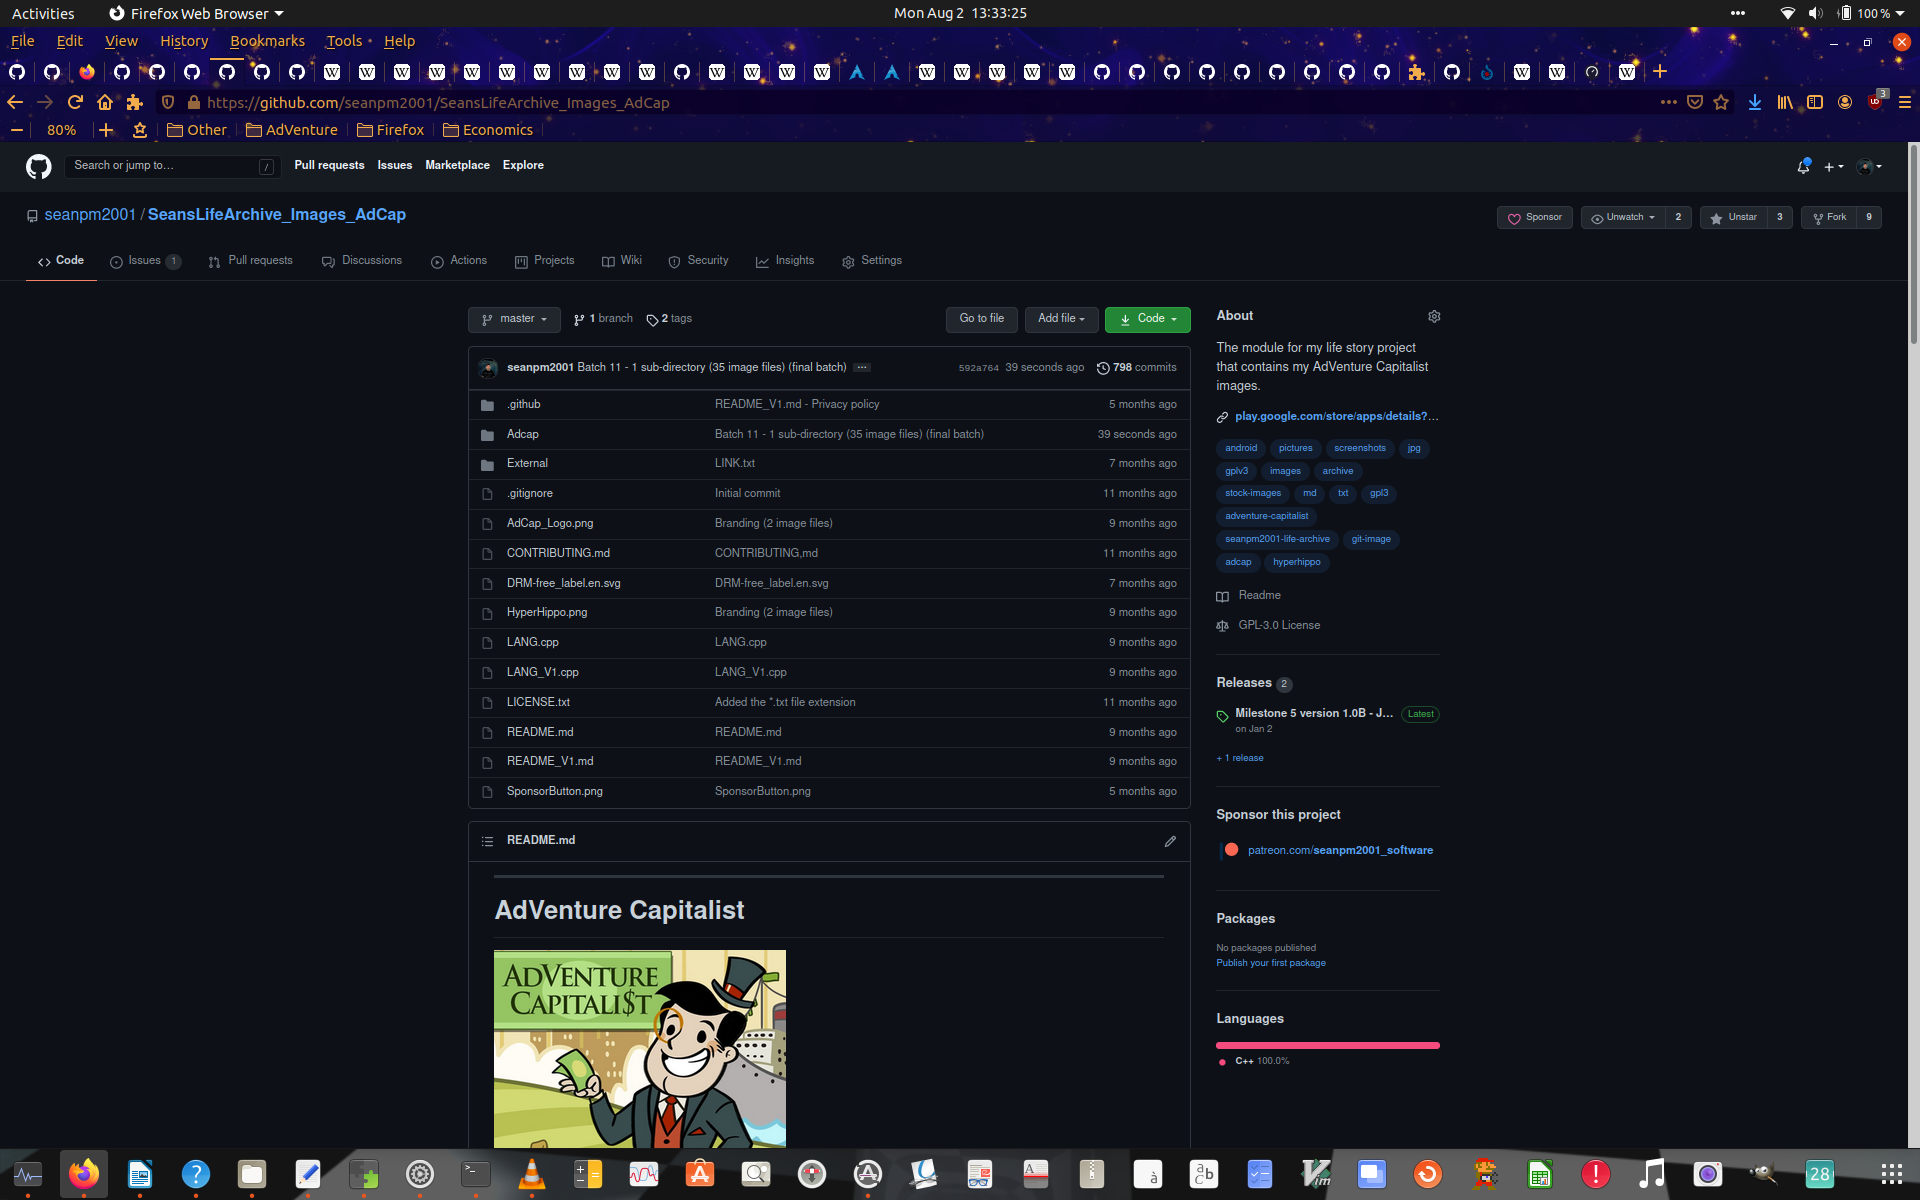 Activities Firefox Web Browser Mon Aug 2 13:33:25 100 %
File Edit View History Bookmarks Tools Help
https://github.com/seanpm2001/SeansLifeArchive_Images_AdCap 3
80% Other AdVenture Firefox Economics
Search or jump to… / Pull requests Issues Marketplace Explore
seanpm2001 / SeansLifeArchive_Images_AdCap Sponsor Unwatch 2 Unstar 3 Fork 9
Code Issues 1 Pull requests Discussions Actions Projects Wiki Security Insights Settings
master 1 branch 2 tags Go to file Add file Code
seanpm2001 Batch 11 - 1 sub-directory (35 image files) (final batch) … 592a764 39 seconds ago 798 commits
.github README_V1.md - Privacy policy 5 months ago
Adcap Batch 11 - 1 sub-directory (35 image files) (final batch) 39 seconds ago
External LINK.txt 7 months ago
.gitignore Initial commit 11 months ago
AdCap_Logo.png Branding (2 image files) 9 months ago
CONTRIBUTING.md CONTRIBUTING,md 11 months ago
DRM-free_label.en.svg DRM-free_label.en.svg 7 months ago
HyperHippo.png Branding (2 image files) 9 months ago
LANG.cpp LANG.cpp 9 months ago
LANG_V1.cpp LANG_V1.cpp 9 months ago
LICENSE.txt Added the *.txt file extension 11 months ago
README.md README.md 9 months ago
README_V1.md README_V1.md 9 months ago
SponsorButton.png SponsorButton.png 5 months ago
README.md
AdVenture Capitalist
ADVENTURE
CAPITALI$T
About
The module for my life story project
that contains my AdVenture Capitalist
images.
play.google.com/store/apps/details?…
android pictures screenshots jpg
gplv3 images archive
stock-images md txt gpl3
adventure-capitalist
seanpm2001-life-archive git-image
adcap hyperhippo
Readme
GPL-3.0 License
Releases 2
Milestone 5 version 1.0B - J… Latest
on Jan 2
+ 1 release
Sponsor this project
patreon.com/seanpm2001_software
Packages
No packages published
Publish your first package
Languages
C++ 100.0%
28